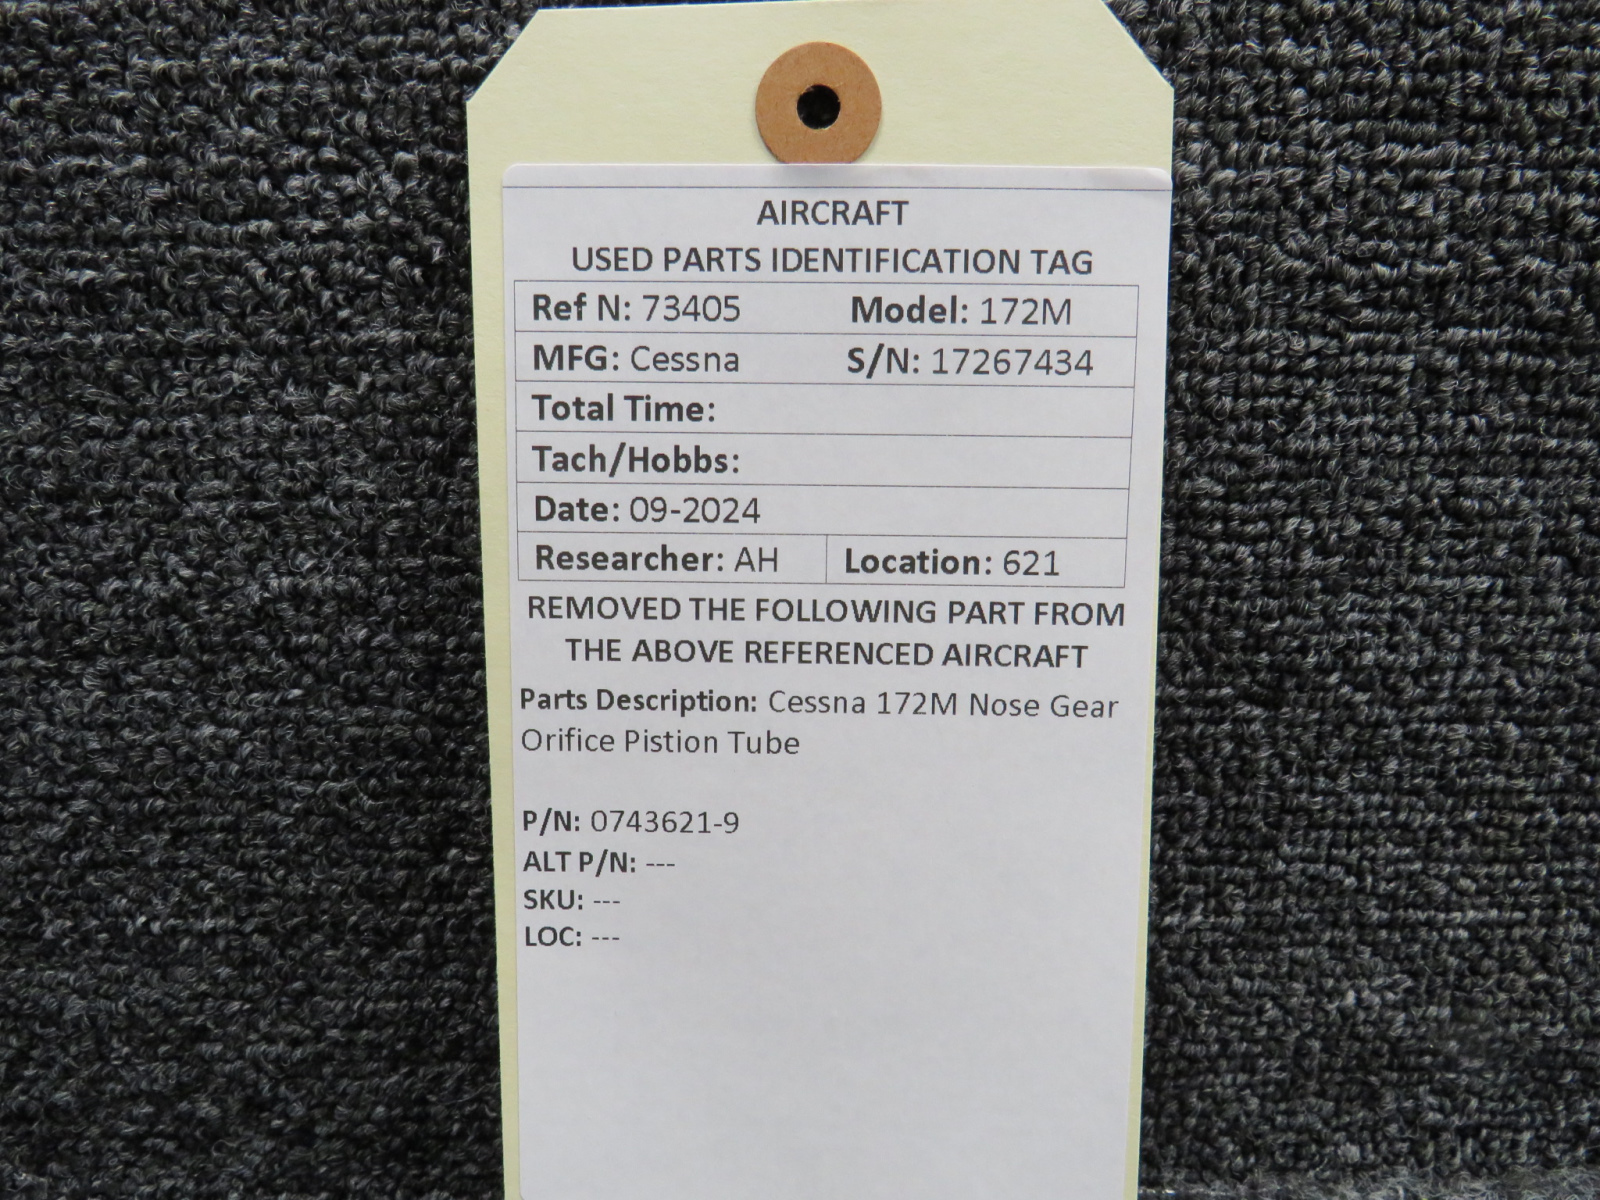 AIRCRAFT
USED PARTS IDENTIFICATION TAG
Ref N: 73405 Model: 172M
MFG: Cessna S/N: 17267434
Total Time:
Tach/Hobbs:
Date: 09-2024
Researcher: AH Location: 621
REMOVED THE FOLLOWING PART FROM
THE ABOVE REFERENCED AIRCRAFT
Parts Description: Cessna 172M Nose Gear
Orifice Pistion Tube
P/N: 0743621-9
ALT P/N: ---
SKU: ---
LOC: ---